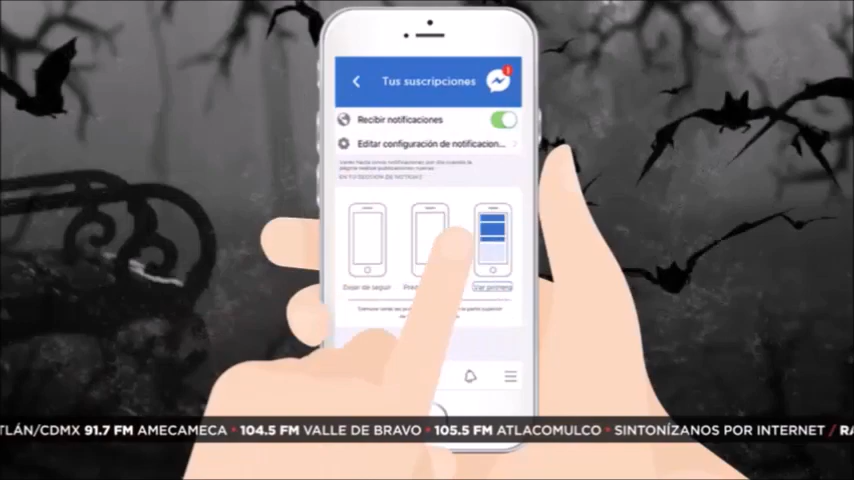 Tus suscripciones
1
Recibir notificaciones
Editar configuración de notificacion...
Dejar de seguir
Ver primero
TLÁN/CDMX 91.7 FM AMECAMECA • 104.5 FM VALLE DE BRAVO • 105.5 FM ATLACOMULCO • SINTONÍZANOS POR INTERNET / RA